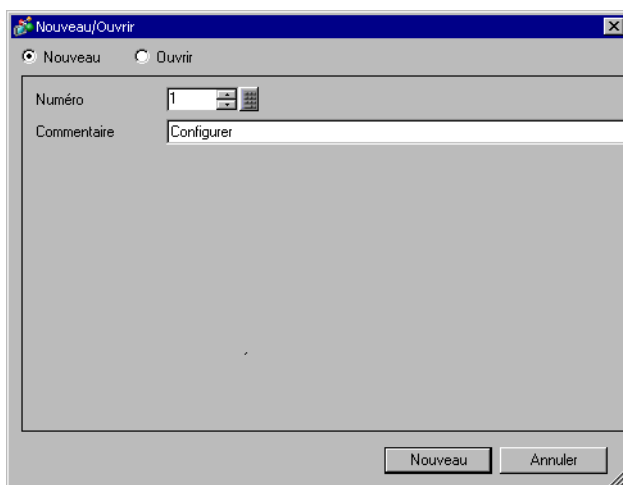 Nouveau/Ouvrir
Nouveau Ouvrir
Numéro 1
Commentaire Configurer
Nouveau Annuler